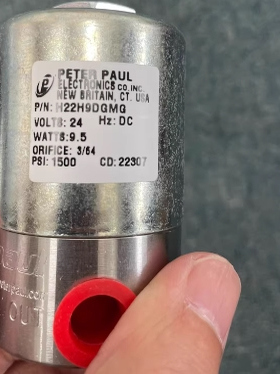 PETER PAUL
ELECTRONICS CO. INC.
NEW BRITAIN, CT. USA
P/N: H22H9DGMG
VOLTS: 24 Hz: DC
WATTS:9.5
ORIFICE: 3/64
PSI: 1500 CD: 22307
OUT